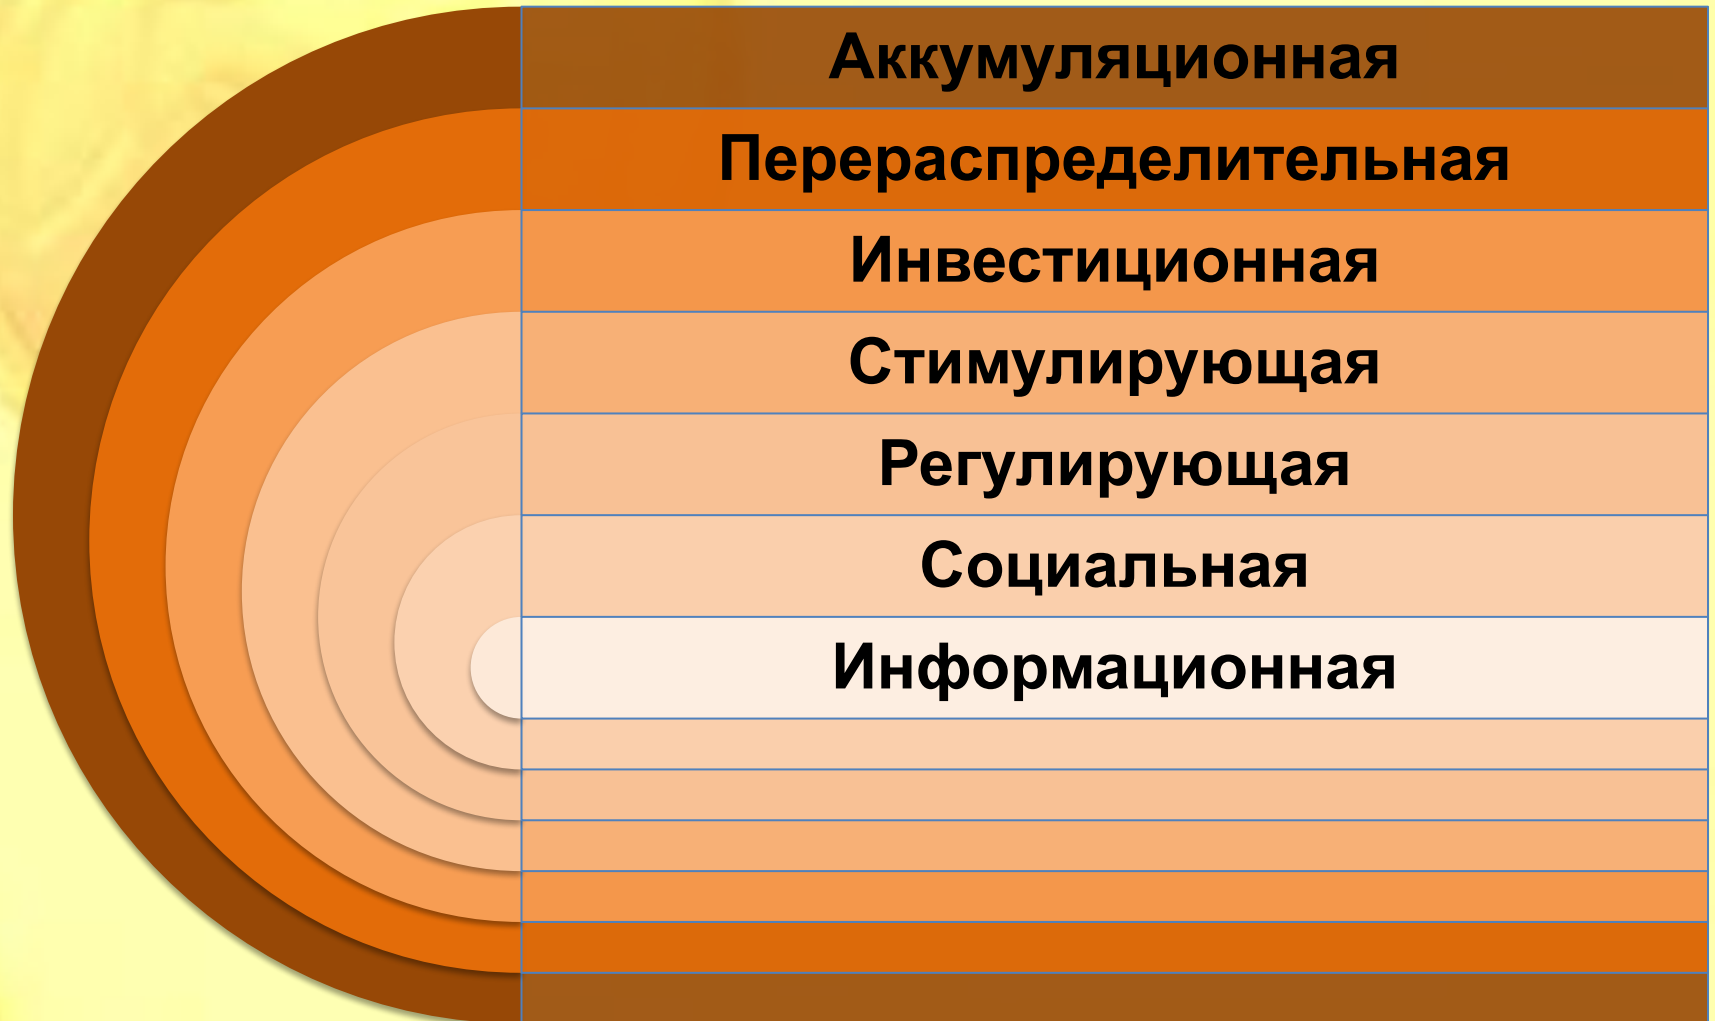 Аккумуляционная
Перераспределительная
Инвестиционная
Стимулирующая
Регулирующая
Социальная
Информационная